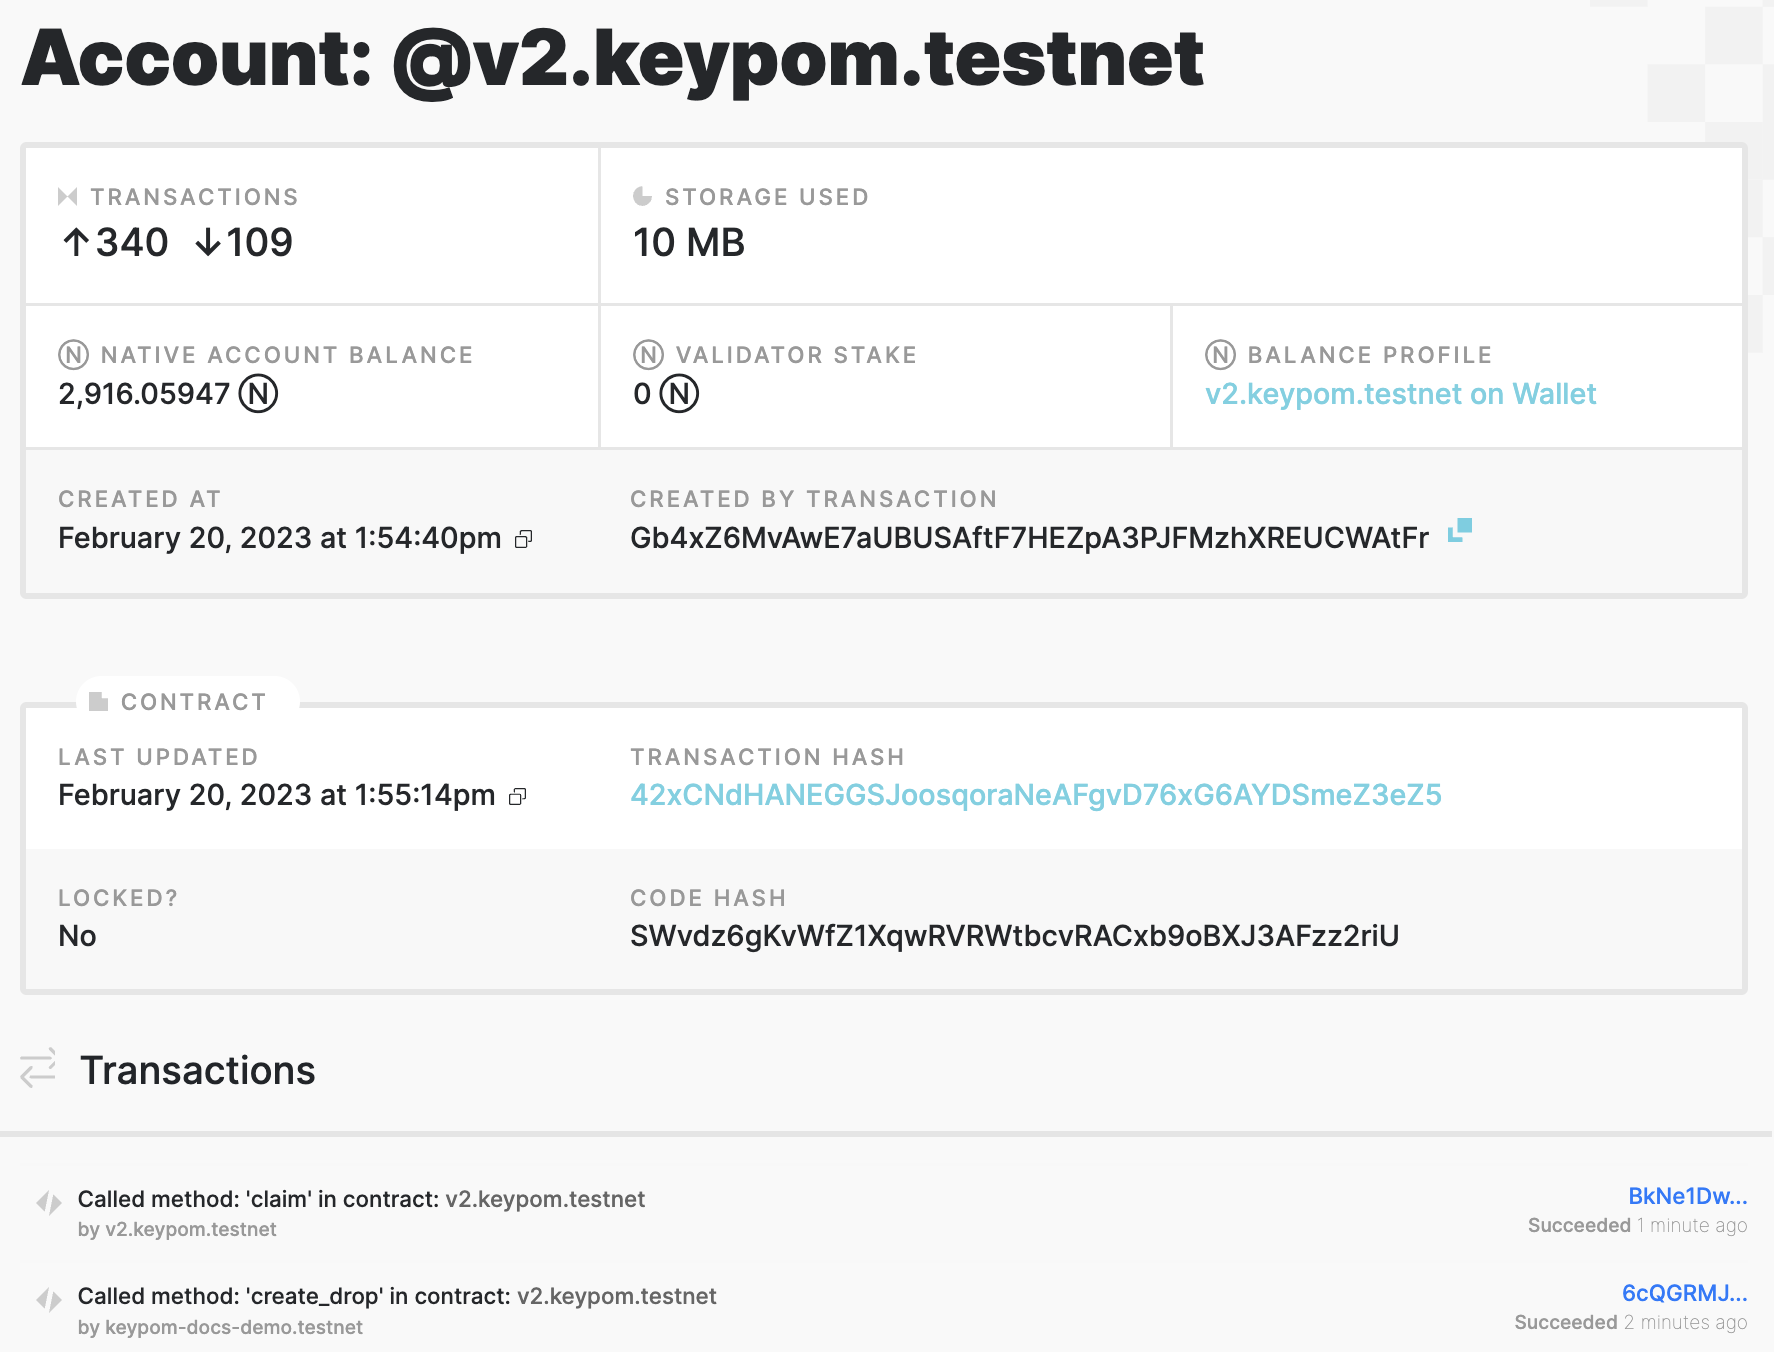 Account: @v2.keypom.testnet
TRANSACTIONS
↑340 ↓109
STORAGE USED
10 MB
NATIVE ACCOUNT BALANCE
2,916.05947 N
VALIDATOR STAKE
0 N
BALANCE PROFILE
v2.keypom.testnet on Wallet
CREATED AT
February 20, 2023 at 1:54:40pm
CREATED BY TRANSACTION
Gb4xZ6MvAwE7aUBUSAftF7HEZpA3PJFMzhXREUCWAtFr
CONTRACT
LAST UPDATED
February 20, 2023 at 1:55:14pm
TRANSACTION HASH
42xCNdHANEGGSJoosqoraNeAFgvD76xG6AYDSmeZ3eZ5
LOCKED?
No
CODE HASH
SWvdz6gKvWfZ1XqwRVRWtbcvRACxb9oBXJ3AFzz2riU
Transactions
Called method: 'claim' in contract: v2.keypom.testnet
by v2.keypom.testnet
BkNe1Dw...
Succeeded 1 minute ago
Called method: 'create_drop' in contract: v2.keypom.testnet
by keypom-docs-demo.testnet
6cQGRMJ...
Succeeded 2 minutes ago